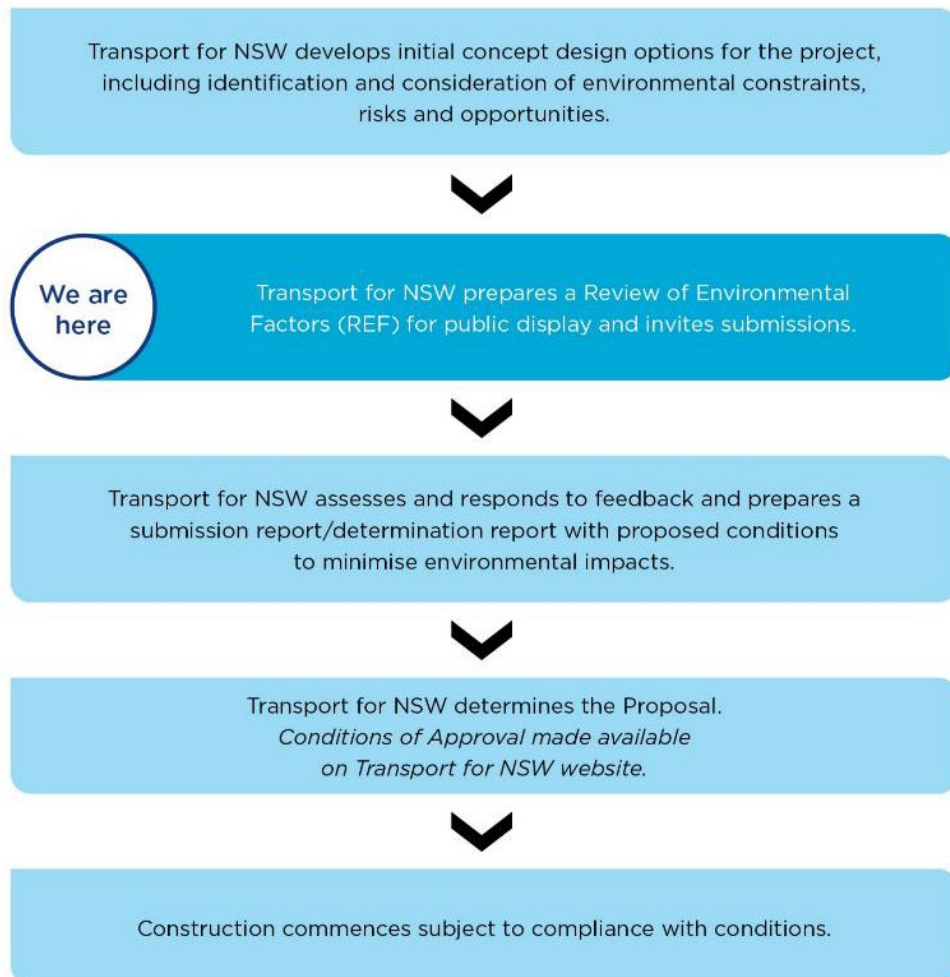 Transport for NSW develops initial concept design options for the project,
including identification and consideration of environmental constraints,
risks and opportunities.
We are
here
Transport for NSW prepares a Review of Environmental
Factors (REF) for public display and invites submissions.
Transport for NSW assesses and responds to feedback and prepares a
submission report/determination report with proposed conditions
to minimise environmental impacts.
Transport for NSW determines the Proposal.
Conditions of Approval made available
on Transport for NSW website.
Construction commences subject to compliance with conditions.